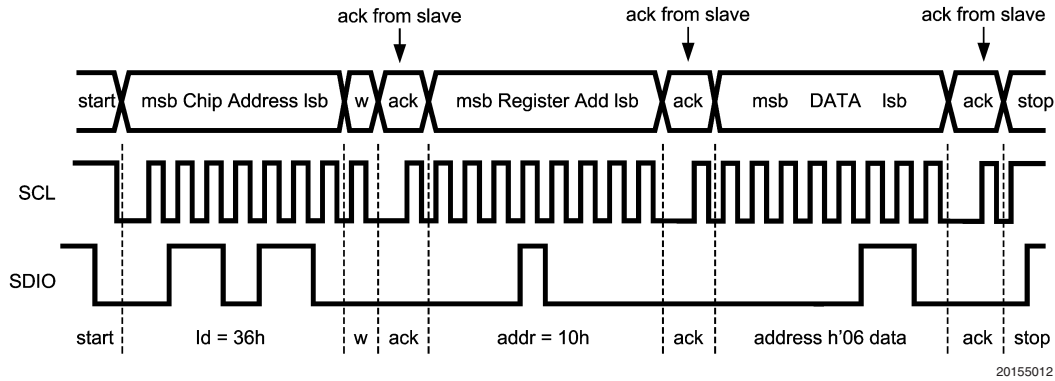 ack from slave ack from slave ack from slave
start msb Chip Address lsb w ack msb Register Add lsb ack msb DATA lsb ack stop
SCL
SDIO
start Id = 36h w ack addr = 10h ack address h'06 data ack stop
20155012